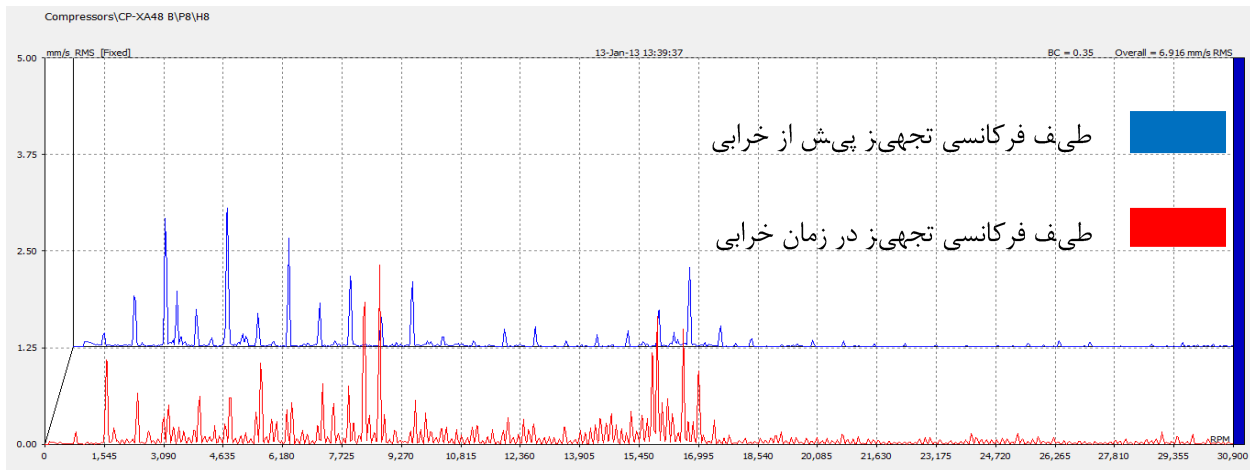 Compressors\CP-XA48 B\P8\H8
mm/s RMS [Fixed]
13-Jan-13 13:39:37
BC = 0.35 Overall = 6.916 mm/s RMS
5.00
طیف فرکانسی تجهیز پیش از خرابی
3.75
2.50
طیف فرکانسی تجهیز در زمان خرابی
1.25
0.00
RPM
0 1,545 3,090 4,635 6,180 7,725 9,270 10,815 12,360 13,905 15,450 16,995 18,540 20,085 21,630 23,175 24,720 26,265 27,810 29,355 30,900